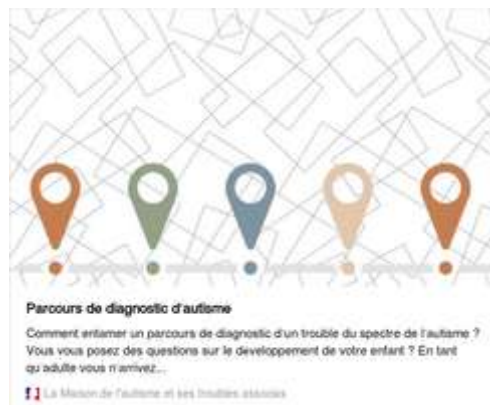 Parcours de diagnostic d'autisme
Comment entamer un parcours de diagnostic d'un trouble du spectre de l'autisme ?
Vous vous posez des questions sur le developpement de votre enfant ? En tant
qu adulte vous n arrivez...
La Maison de l'autisme et ses troubles associés